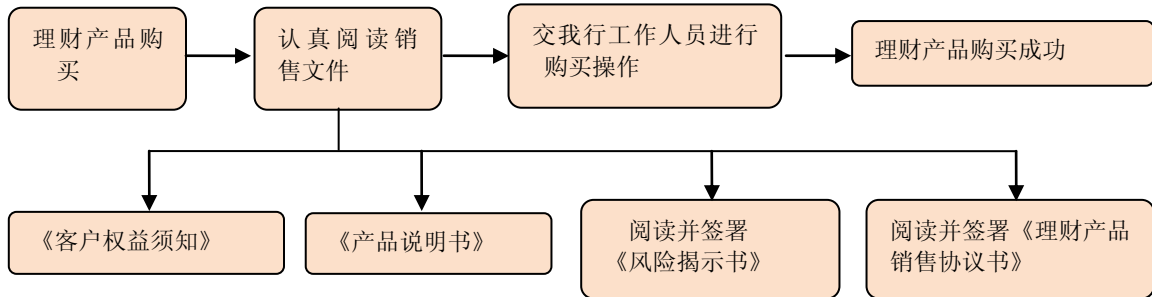 理财产品购
买
认真阅读销
售文件
交我行工作人员进行
购买操作
理财产品购买成功
《客户权益须知》
《产品说明书》
阅读并签署
《风险揭示书》
阅读并签署《理财产品
销售协议书》